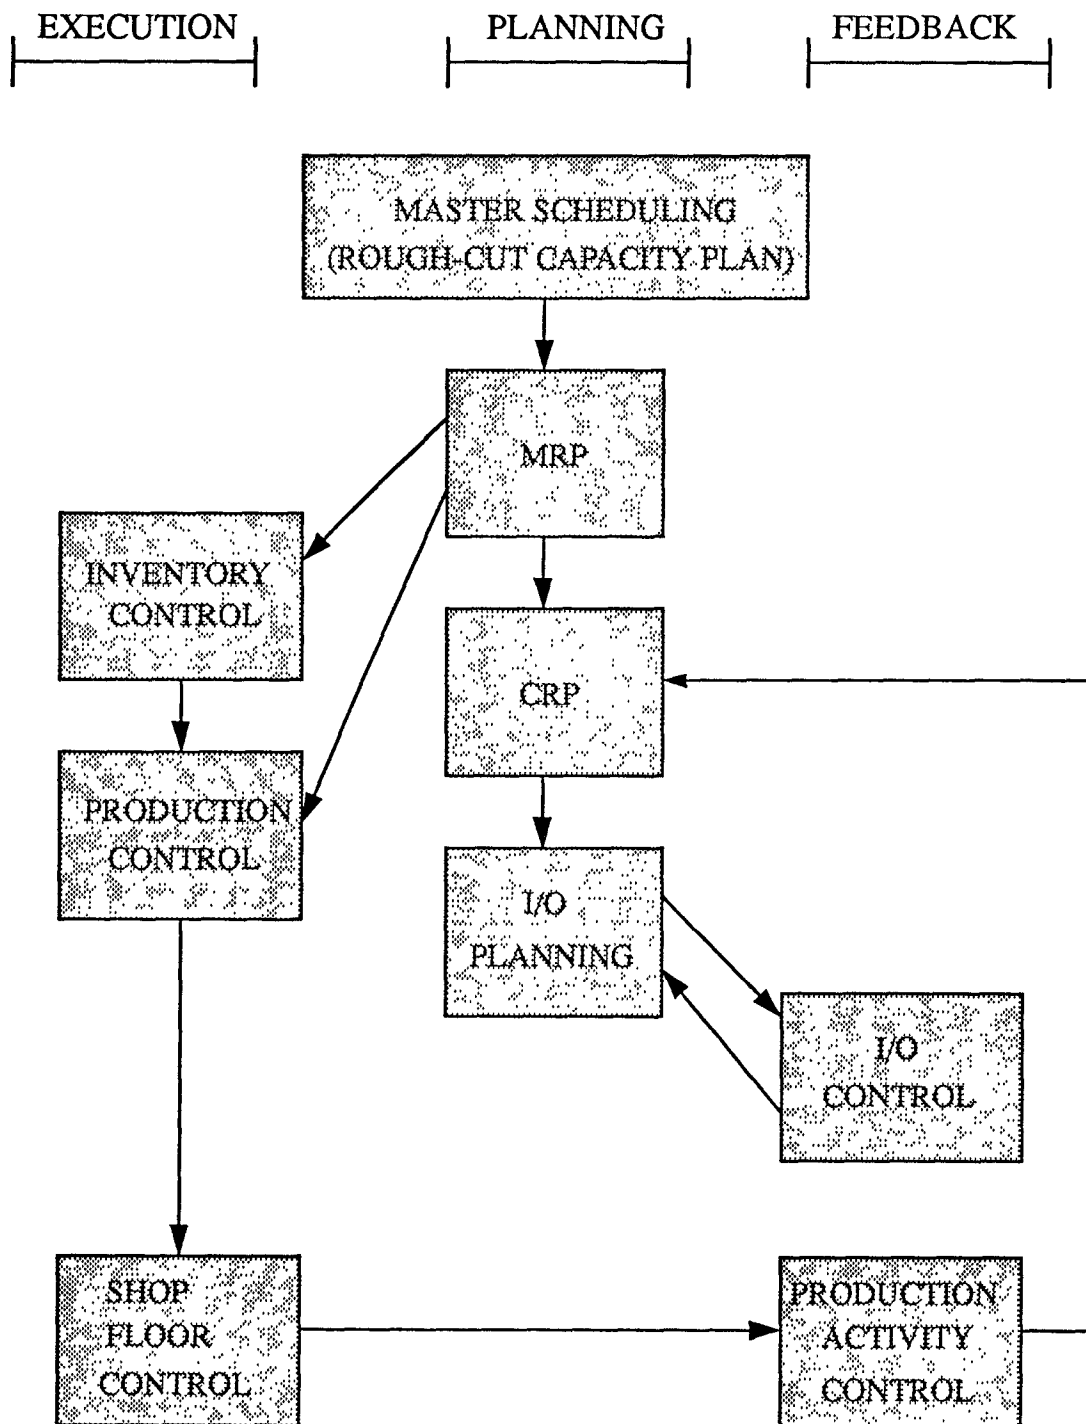 EXECUTION
PLANNING
FEEDBACK
MASTER SCHEDULING
(ROUGH-CUT CAPACITY PLAN)
MRP
INVENTORY
CONTROL
CRP
PRODUCTION
CONTROL
I/O
PLANNING
I/O
CONTROL
SHOP
FLOOR
CONTROL
PRODUCTION
ACTIVITY
CONTROL